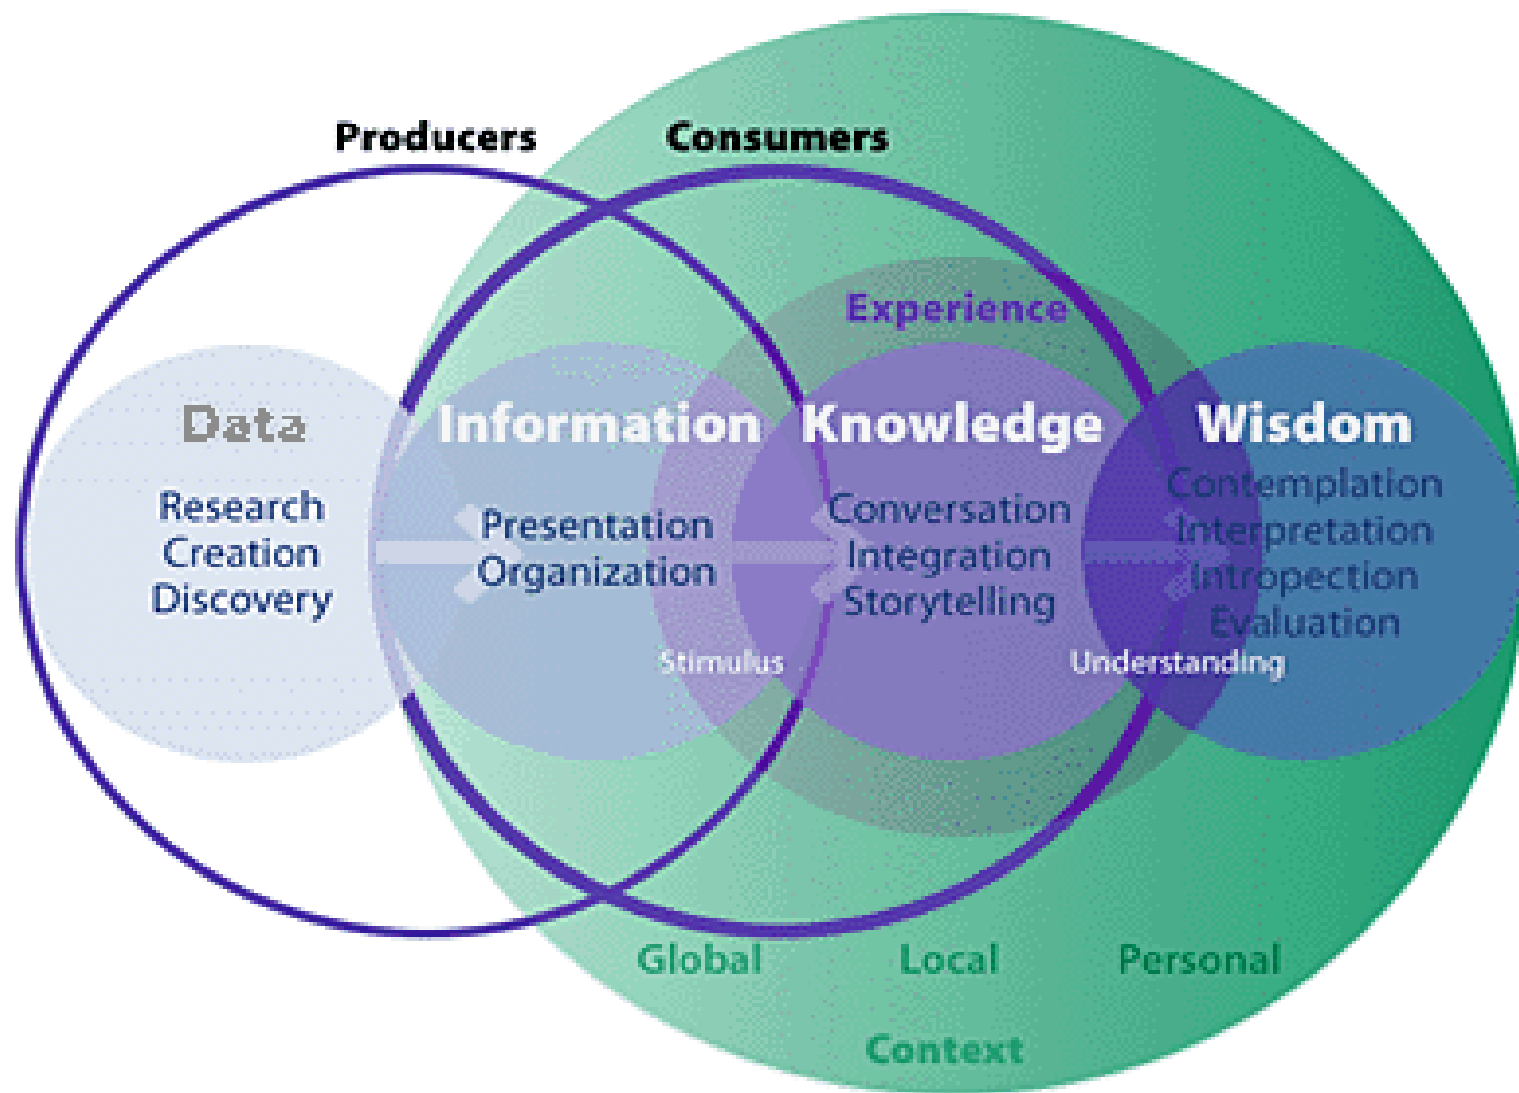 Producers
Consumers
Experience
Data
Research
Creation
Discovery
Information
Presentation
Organization
Stimulus
Knowledge
Conversation
Integration
Storytelling
Understanding
Wisdom
Contemplation
Interpretation
Intropection
Evaluation
Global
Local
Personal
Context